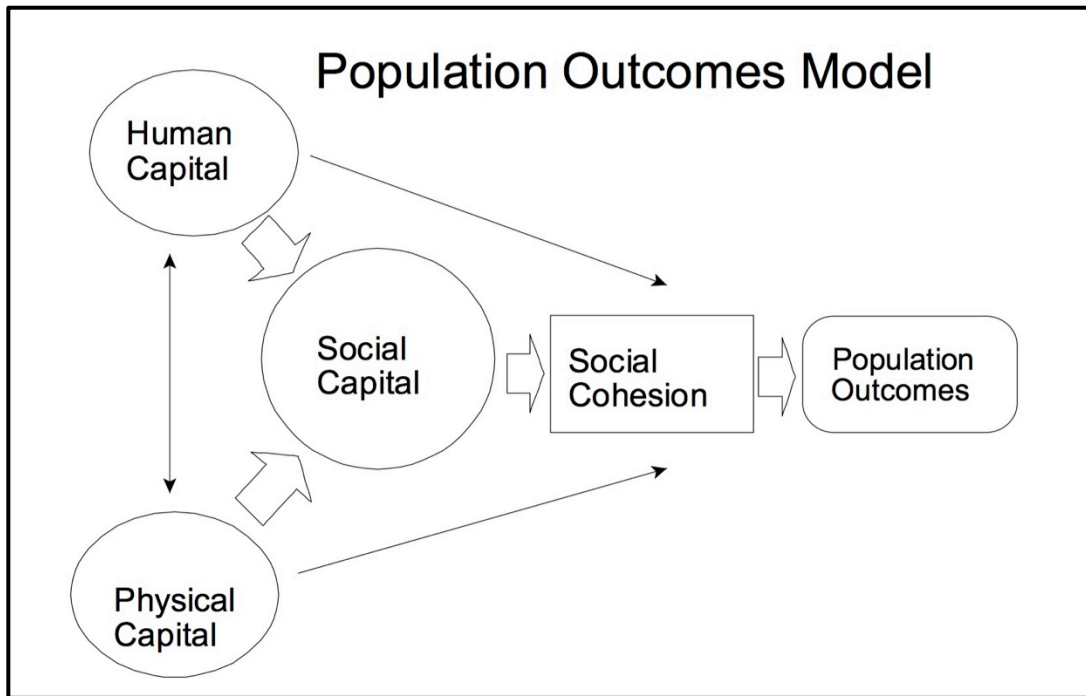 Population Outcomes Model
Human
Capital
Social
Capital
Social
Cohesion
Population
Outcomes
Physical
Capital